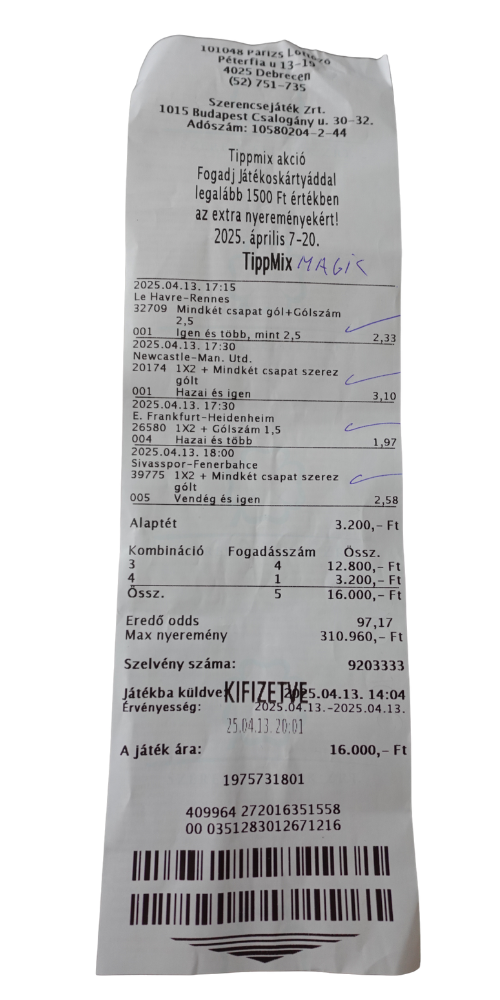 101048 Párizs Lottózó
Péterfia u 13-15
4025 Debrecen
(52) 751-735
Szerencsejáték Zrt.
1015 Budapest Csalogány u. 30-32.
Adószám: 10580204-2-44
Tippmix akció
Fogadj Játékoskártyáddal
legalább 1500 Ft értékben
az extra nyereményekért!
2025. április 7-20.
TippMix MAGIC
2025.04.13. 17:15
Le Havre-Rennes
32709 Mindkét csapat gól+Gólszám
2,5
001 Igen és több, mint 2,5 2,33
2025.04.13. 17:30
Newcastle-Man. Utd.
20174 1X2 + Mindkét csapat szerez
gólt
001 Hazai és igen 3,10
2025.04.13. 17:30
E. Frankfurt-Heidenheim
26580 1X2 + Gólszám 1,5
004 Hazai és több 1,97
2025.04.13. 18:00
Sivasspor-Fenerbahce
39775 1X2 + Mindkét csapat szerez
gólt
005 Vendég és igen 2,58
Alaptét 3.200,- Ft
Kombináció Fogadásszám Össz.
3 4 12.800,- Ft
4 1 3.200,- Ft
Össz. 5 16.000,- Ft
Eredő odds 97,17
Max nyeremény 310.960,- Ft
Szelvény száma: 9203333
Játékba küldve: 2025.04.13. 14:04
KIFIZETVE
Érvényesség: 2025.04.13.-2025.04.13.
25.04.13. 20:01
A játék ára: 16.000,- Ft
1975731801
409964 272016351558
00 0351283012671216